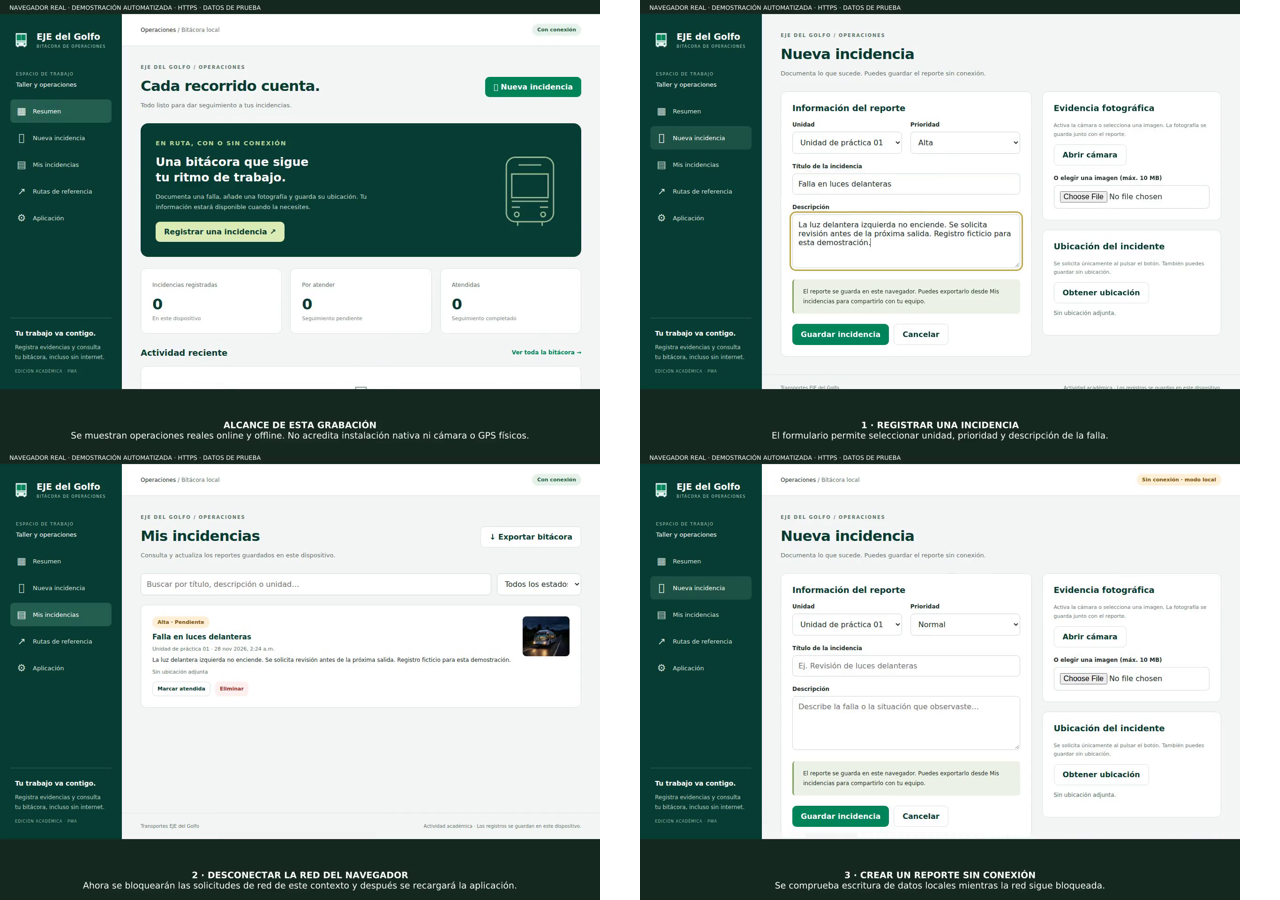 NAVEGADOR REAL · DEMOSTRACIÓN AUTOMATIZADA · HTTPS · DATOS DE PRUEBA
EJE del Golfo
BITÁCORA DE OPERACIONES
ESPACIO DE TRABAJO
Taller y operaciones
Resumen
Nueva incidencia
Mis incidencias
Rutas de referencia
Aplicación
Tu trabajo va contigo.
Registra evidencias y consulta
tu bitácora, incluso sin internet.
EDICIÓN ACADÉMICA · PWA
Operaciones / Bitácora local
Con conexión
EJE DEL GOLFO / OPERACIONES
Cada recorrido cuenta.
Nueva incidencia
Todo listo para dar seguimiento a tus incidencias.
EN RUTA, CON O SIN CONEXIÓN
Una bitácora que sigue
tu ritmo de trabajo.
Documenta una falla, añade una fotografía y guarda su ubicación. Tu
información estará disponible cuando la necesites.
Registrar una incidencia ↗
Incidencias registradas
0
En este dispositivo
Por atender
0
Seguimiento pendiente
Atendidas
0
Seguimiento completado
Actividad reciente
Ver toda la bitácora →
ALCANCE DE ESTA GRABACIÓN
Se muestran operaciones reales online y offline. No acredita instalación nativa ni cámara o GPS físicos.
NAVEGADOR REAL · DEMOSTRACIÓN AUTOMATIZADA · HTTPS · DATOS DE PRUEBA
EJE del Golfo
BITÁCORA DE OPERACIONES
ESPACIO DE TRABAJO
Taller y operaciones
Resumen
Nueva incidencia
Mis incidencias
Rutas de referencia
Aplicación
Tu trabajo va contigo.
Registra evidencias y consulta
tu bitácora, incluso sin internet.
EDICIÓN ACADÉMICA · PWA
EJE DEL GOLFO / OPERACIONES
Nueva incidencia
Documenta lo que sucede. Puedes guardar el reporte sin conexión.
Información del reporte
Unidad
Prioridad
Unidad de práctica 01
Alta
Título de la incidencia
Falla en luces delanteras
Descripción
La luz delantera izquierda no enciende. Se solicita
revisión antes de la próxima salida. Registro ficticio para
esta demostración.
El reporte se guarda en este navegador. Puedes exportarlo desde Mis
incidencias para compartirlo con tu equipo.
Guardar incidencia
Cancelar
Evidencia fotográfica
Activa la cámara o selecciona una imagen. La fotografía se
guarda junto con el reporte.
Abrir cámara
O elegir una imagen (máx. 10 MB)
Choose File No file chosen
Ubicación del incidente
Se solicita únicamente al pulsar el botón. También puedes
guardar sin ubicación.
Obtener ubicación
Sin ubicación adjunta.
Transportes EJE del Golfo
Actividad académica · Los registros se guardan en este dispositivo.
1 · REGISTRAR UNA INCIDENCIA
El formulario permite seleccionar unidad, prioridad y descripción de la falla.
NAVEGADOR REAL · DEMOSTRACIÓN AUTOMATIZADA · HTTPS · DATOS DE PRUEBA
EJE del Golfo
BITÁCORA DE OPERACIONES
ESPACIO DE TRABAJO
Taller y operaciones
Resumen
Nueva incidencia
Mis incidencias
Rutas de referencia
Aplicación
Tu trabajo va contigo.
Registra evidencias y consulta
tu bitácora, incluso sin internet.
EDICIÓN ACADÉMICA · PWA
Operaciones / Bitácora local
Con conexión
EJE DEL GOLFO / OPERACIONES
Mis incidencias
↓ Exportar bitácora
Consulta y actualiza los reportes guardados en este dispositivo.
Buscar por título, descripción o unidad...
Todos los estado
Alta · Pendiente
Falla en luces delanteras
Unidad de práctica 01 · 28 nov 2026, 2:24 a.m.
La luz delantera izquierda no enciende. Se solicita revisión antes de la próxima salida. Registro ficticio para esta demostración.
Sin ubicación adjunta
Marcar atendida
Eliminar
Transportes EJE del Golfo
Actividad académica · Los registros se guardan en este dispositivo.
2 · DESCONECTAR LA RED DEL NAVEGADOR
Ahora se bloquearán las solicitudes de red de este contexto y después se recargará la aplicación.
NAVEGADOR REAL · DEMOSTRACIÓN AUTOMATIZADA · HTTPS · DATOS DE PRUEBA
EJE del Golfo
BITÁCORA DE OPERACIONES
ESPACIO DE TRABAJO
Taller y operaciones
Resumen
Nueva incidencia
Mis incidencias
Rutas de referencia
Aplicación
Tu trabajo va contigo.
Registra evidencias y consulta
tu bitácora, incluso sin internet.
EDICIÓN ACADÉMICA · PWA
Operaciones / Bitácora local
Sin conexión · modo local
EJE DEL GOLFO / OPERACIONES
Nueva incidencia
Documenta lo que sucede. Puedes guardar el reporte sin conexión.
Información del reporte
Unidad
Prioridad
Unidad de práctica 01
Normal
Título de la incidencia
Ej. Revisión de luces delanteras
Descripción
Describe la falla o la situación que observaste...
El reporte se guarda en este navegador. Puedes exportarlo desde Mis
incidencias para compartirlo con tu equipo.
Guardar incidencia
Cancelar
Evidencia fotográfica
Activa la cámara o selecciona una imagen. La fotografía se
guarda junto con el reporte.
Abrir cámara
O elegir una imagen (máx. 10 MB)
Choose File No file chosen
Ubicación del incidente
Se solicita únicamente al pulsar el botón. También puedes
guardar sin ubicación.
Obtener ubicación
Sin ubicación adjunta.
3 · CREAR UN REPORTE SIN CONEXIÓN
Se comprueba escritura de datos locales mientras la red sigue bloqueada.